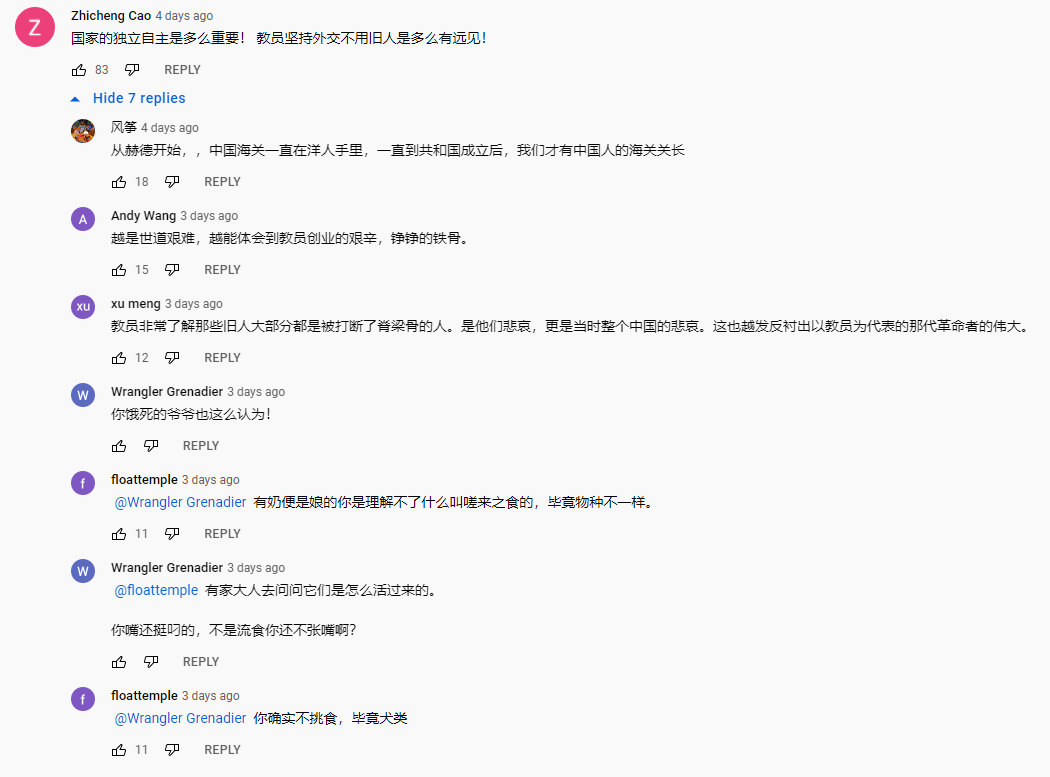 Z
Zhicheng Cao 4 days ago
国家的独立自主是多么重要！ 教员坚持外交不用旧人是多么有远见！
83 REPLY
Hide 7 replies
风筝 4 days ago
从赫德开始，，中国海关一直在洋人手里，一直到共和国成立后，我们才有中国人的海关关长
18 REPLY
A
Andy Wang 3 days ago
越是世道艰难，越能体会到教员创业的艰辛，铮铮的铁骨。
15 REPLY
XU
xu meng 3 days ago
教员非常了解那些旧人大部分都是被打断了脊梁骨的人。是他们悲哀，更是当时整个中国的悲哀。这也越发反衬出以教员为代表的那代革命者的伟大。
12 REPLY
W
Wrangler Grenadier 3 days ago
你饿死的爷爷也这么认为！
REPLY
f
floattemple 3 days ago
@Wrangler Grenadier 有奶便是娘的你是理解不了什么叫嗟来之食的，毕竟物种不一样。
11 REPLY
W
Wrangler Grenadier 3 days ago
@floattemple 有家大人去问问它们是怎么活过来的。
你嘴还挺叼的，不是流食你还不张嘴啊？
REPLY
f
floattemple 3 days ago
@Wrangler Grenadier 你确实不挑食，毕竟犬类
11 REPLY